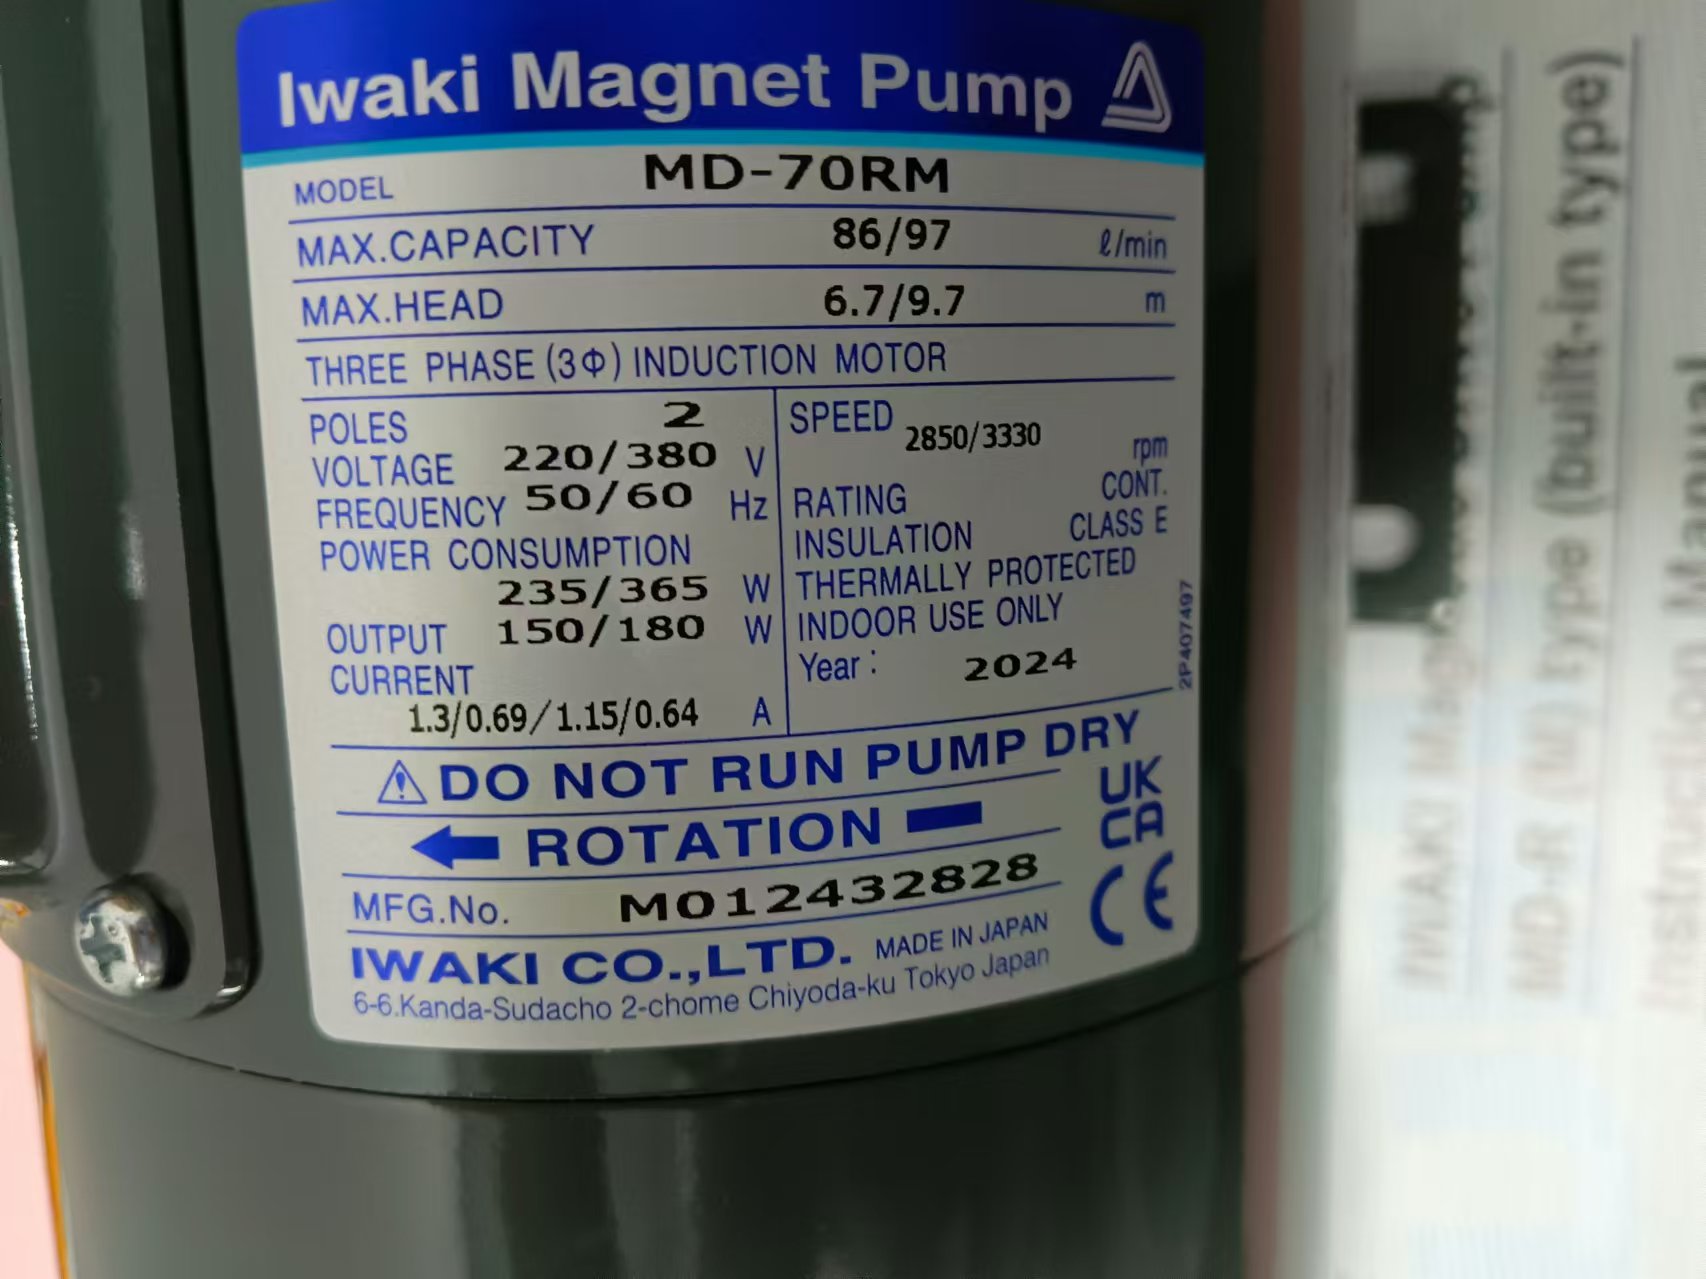 Iwaki Magnet Pump
MODEL MD-70RM
MAX.CAPACITY 86/97 ℓ/min
MAX.HEAD 6.7/9.7 m
THREE PHASE (3Φ) INDUCTION MOTOR
POLES 2
VOLTAGE 220/380 V
FREQUENCY 50/60 Hz
POWER CONSUMPTION
235/365 W
OUTPUT 150/180 W
CURRENT
1.3/0.69/1.15/0.64 A
SPEED
2850/3330 rpm
RATING CONT.
INSULATION CLASS E
THERMALLY PROTECTED
INDOOR USE ONLY
Year: 2024
2P407497
⚠ DO NOT RUN PUMP DRY
← ROTATION
UK
CA
MFG.No. M012432828
CE
IWAKI CO.,LTD. MADE IN JAPAN
6-6.Kanda-Sudacho 2-chome Chiyoda-ku Tokyo Japan
IWAKI
MD-R type (built-in type)
Instruction Manual